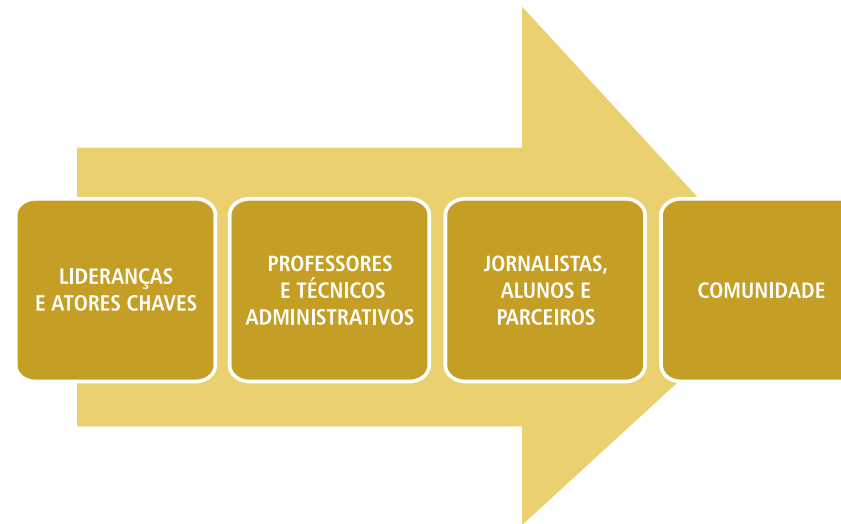 LIDERANÇAS
E ATORES CHAVES
PROFESSORES
E TÉCNICOS
ADMINISTRATIVOS
JORNALISTAS,
ALUNOS E
PARCEIROS
COMUNIDADE